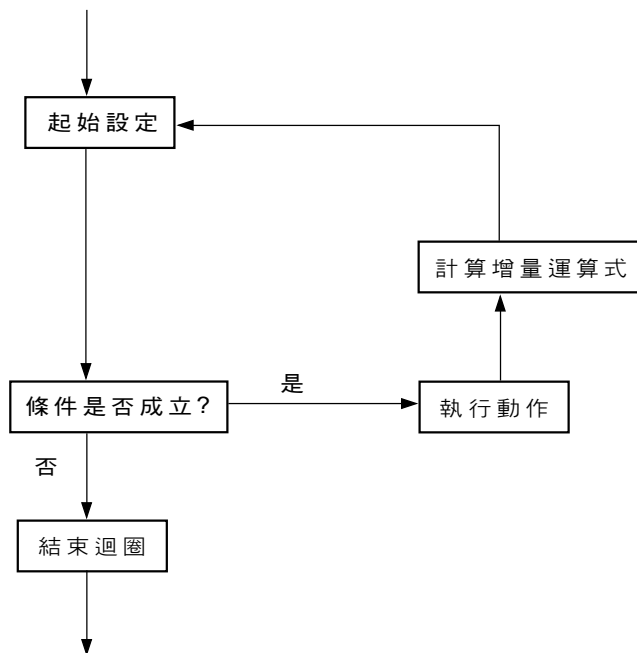 起始設定
計算增量運算式
條件是否成立?
是
執行動作
否
結束迴圈